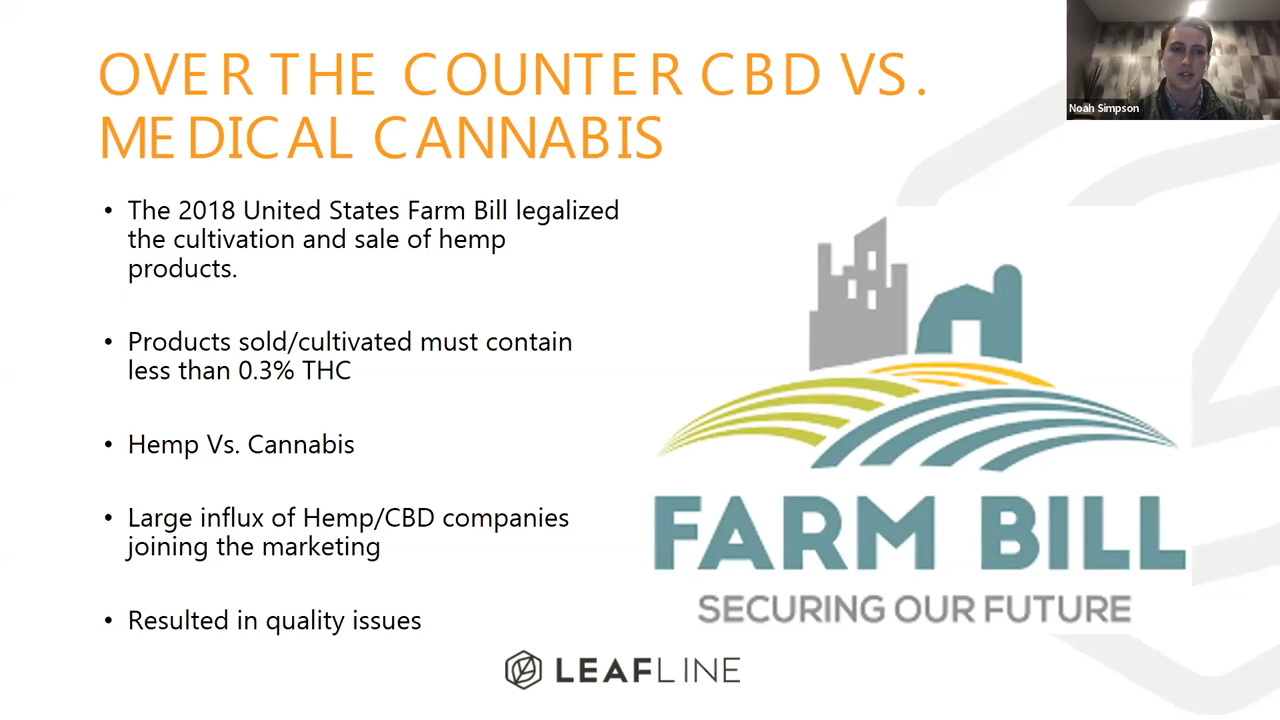 OVER THE COUNTER CBD VS.
MEDICAL CANNABIS
Noah Simpson
• The 2018 United States Farm Bill legalized
the cultivation and sale of hemp
products.
• Products sold/cultivated must contain
less than 0.3% THC
• Hemp Vs. Cannabis
• Large influx of Hemp/CBD companies
joining the marketing
• Resulted in quality issues
FARM BILL
SECURING OUR FUTURE
LEAFLINE